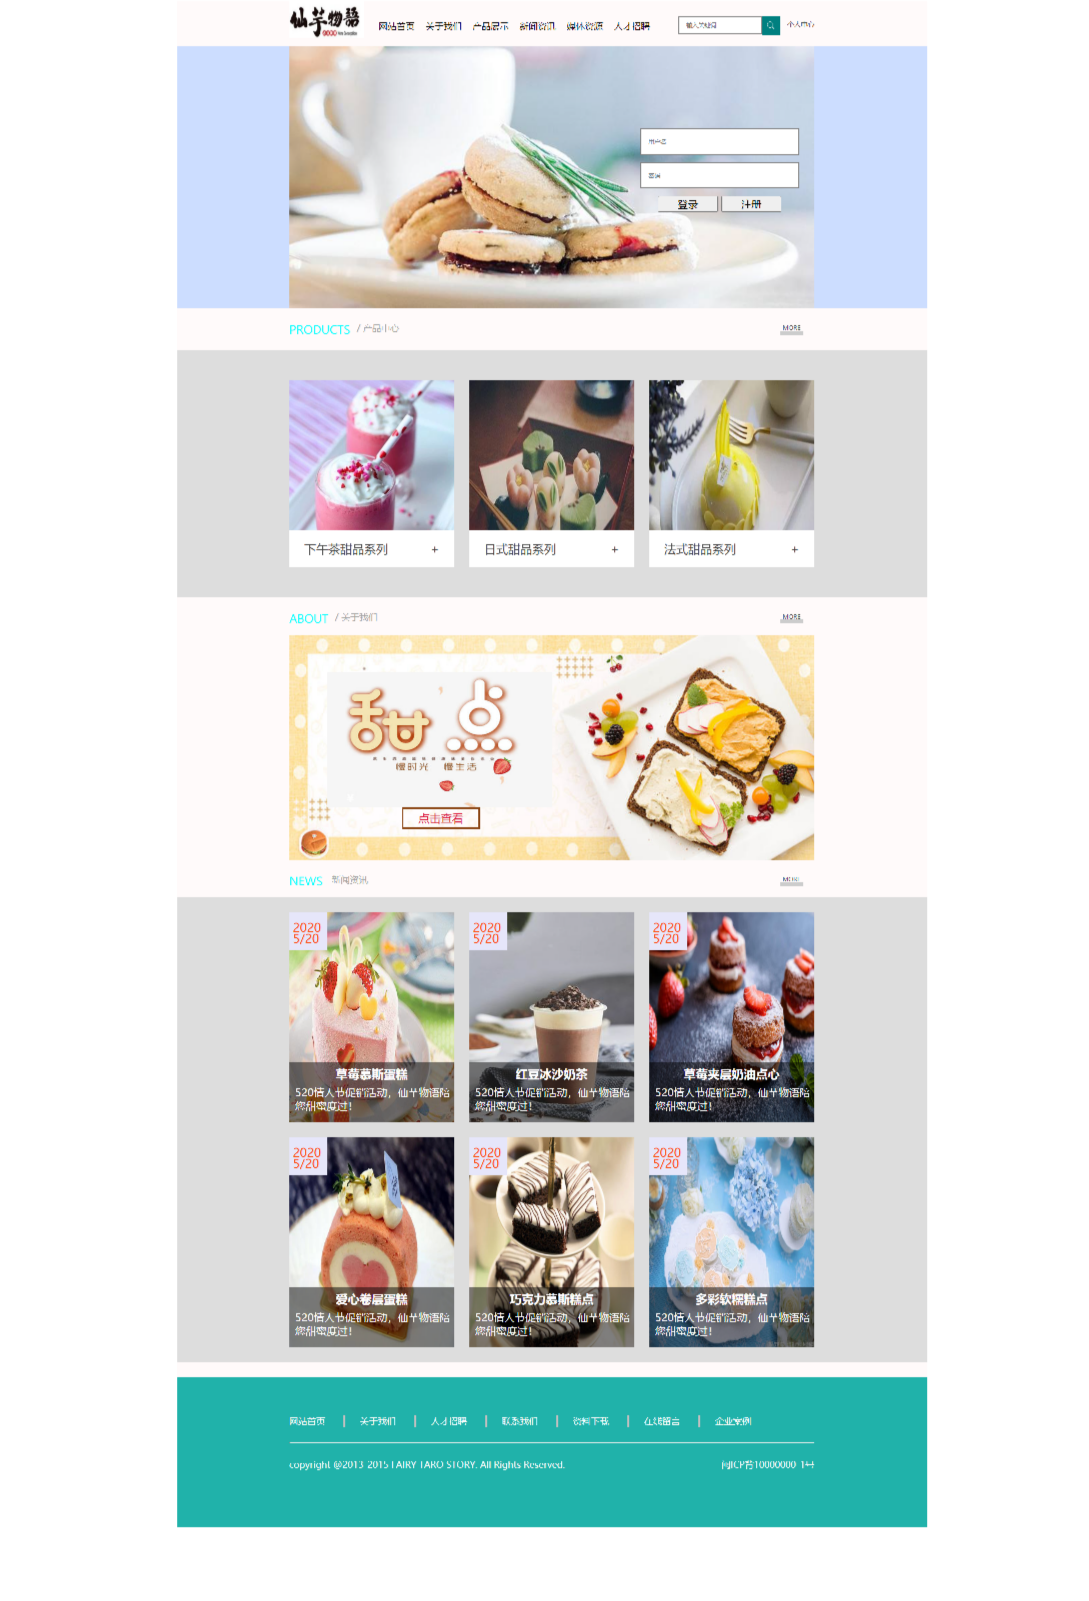 仙芋物語
网站首页 关于我们 产品展示 新闻资讯 媒体资源 人才招聘
输入关键词
个人中心
用户名
密码
登录 注册
PRODUCTS / 产品中心
MORE
下午茶甜品系列 +
日式甜品系列 +
法式甜品系列 +
ABOUT / 关于我们
MORE
甜点
慢时光 慢生活
点击查看
NEWS 新闻资讯
MORE
2020
5/20
草莓慕斯蛋糕
520情人节促销活动，仙芋物语陪
您甜蜜度过！
2020
5/20
红豆冰沙奶茶
520情人节促销活动，仙芋物语陪
您甜蜜度过！
2020
5/20
草莓夹层奶油点心
520情人节促销活动，仙芋物语陪
您甜蜜度过！
2020
5/20
爱心卷层蛋糕
520情人节促销活动，仙芋物语陪
您甜蜜度过！
2020
5/20
巧克力慕斯糕点
520情人节促销活动，仙芋物语陪
您甜蜜度过！
2020
5/20
多彩软糯糕点
520情人节促销活动，仙芋物语陪
您甜蜜度过！
网站首页 关于我们 人才招聘 联系我们 资料下载 在线留言 企业案例
copyright @2013-2015 FAIRY TARO STORY. All Rights Reserved.
闽ICP备10000000-1号